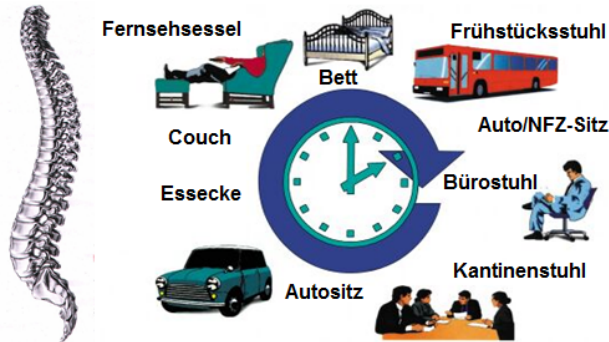 Fernsehsessel
Bett
Frühstücksstuhl
Auto/NFZ-Sitz
Couch
Essecke
Bürostuhl
Kantinenstuhl
Autositz